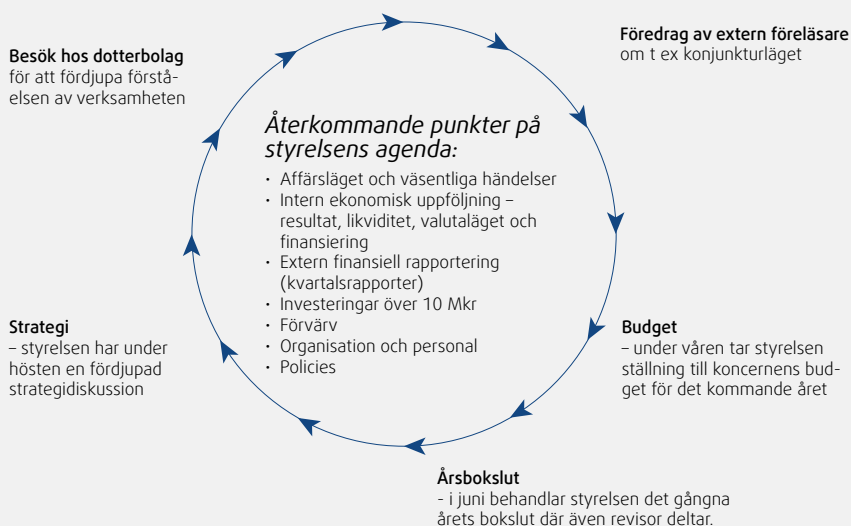 Besök hos dotterbolag
för att fördjupa förstå-
elsen av verksamheten
Föredrag av extern föreläsare
om t ex konjunkturläget
Återkommande punkter på
styrelsens agenda:
· Affärsläget och väsentliga händelser
· Intern ekonomisk uppföljning –
resultat, likviditet, valutaläget och
finansiering
· Extern finansiell rapportering
(kvartalsrapporter)
· Investeringar över 10 Mkr
· Förvärv
· Organisation och personal
· Policies
Strategi
– styrelsen har under
hösten en fördjupad
strategidiskussion
Budget
– under våren tar styrelsen
ställning till koncernens bud-
get för det kommande året
Årsbokslut
- i juni behandlar styrelsen det gångna
årets bokslut där även revisor deltar.